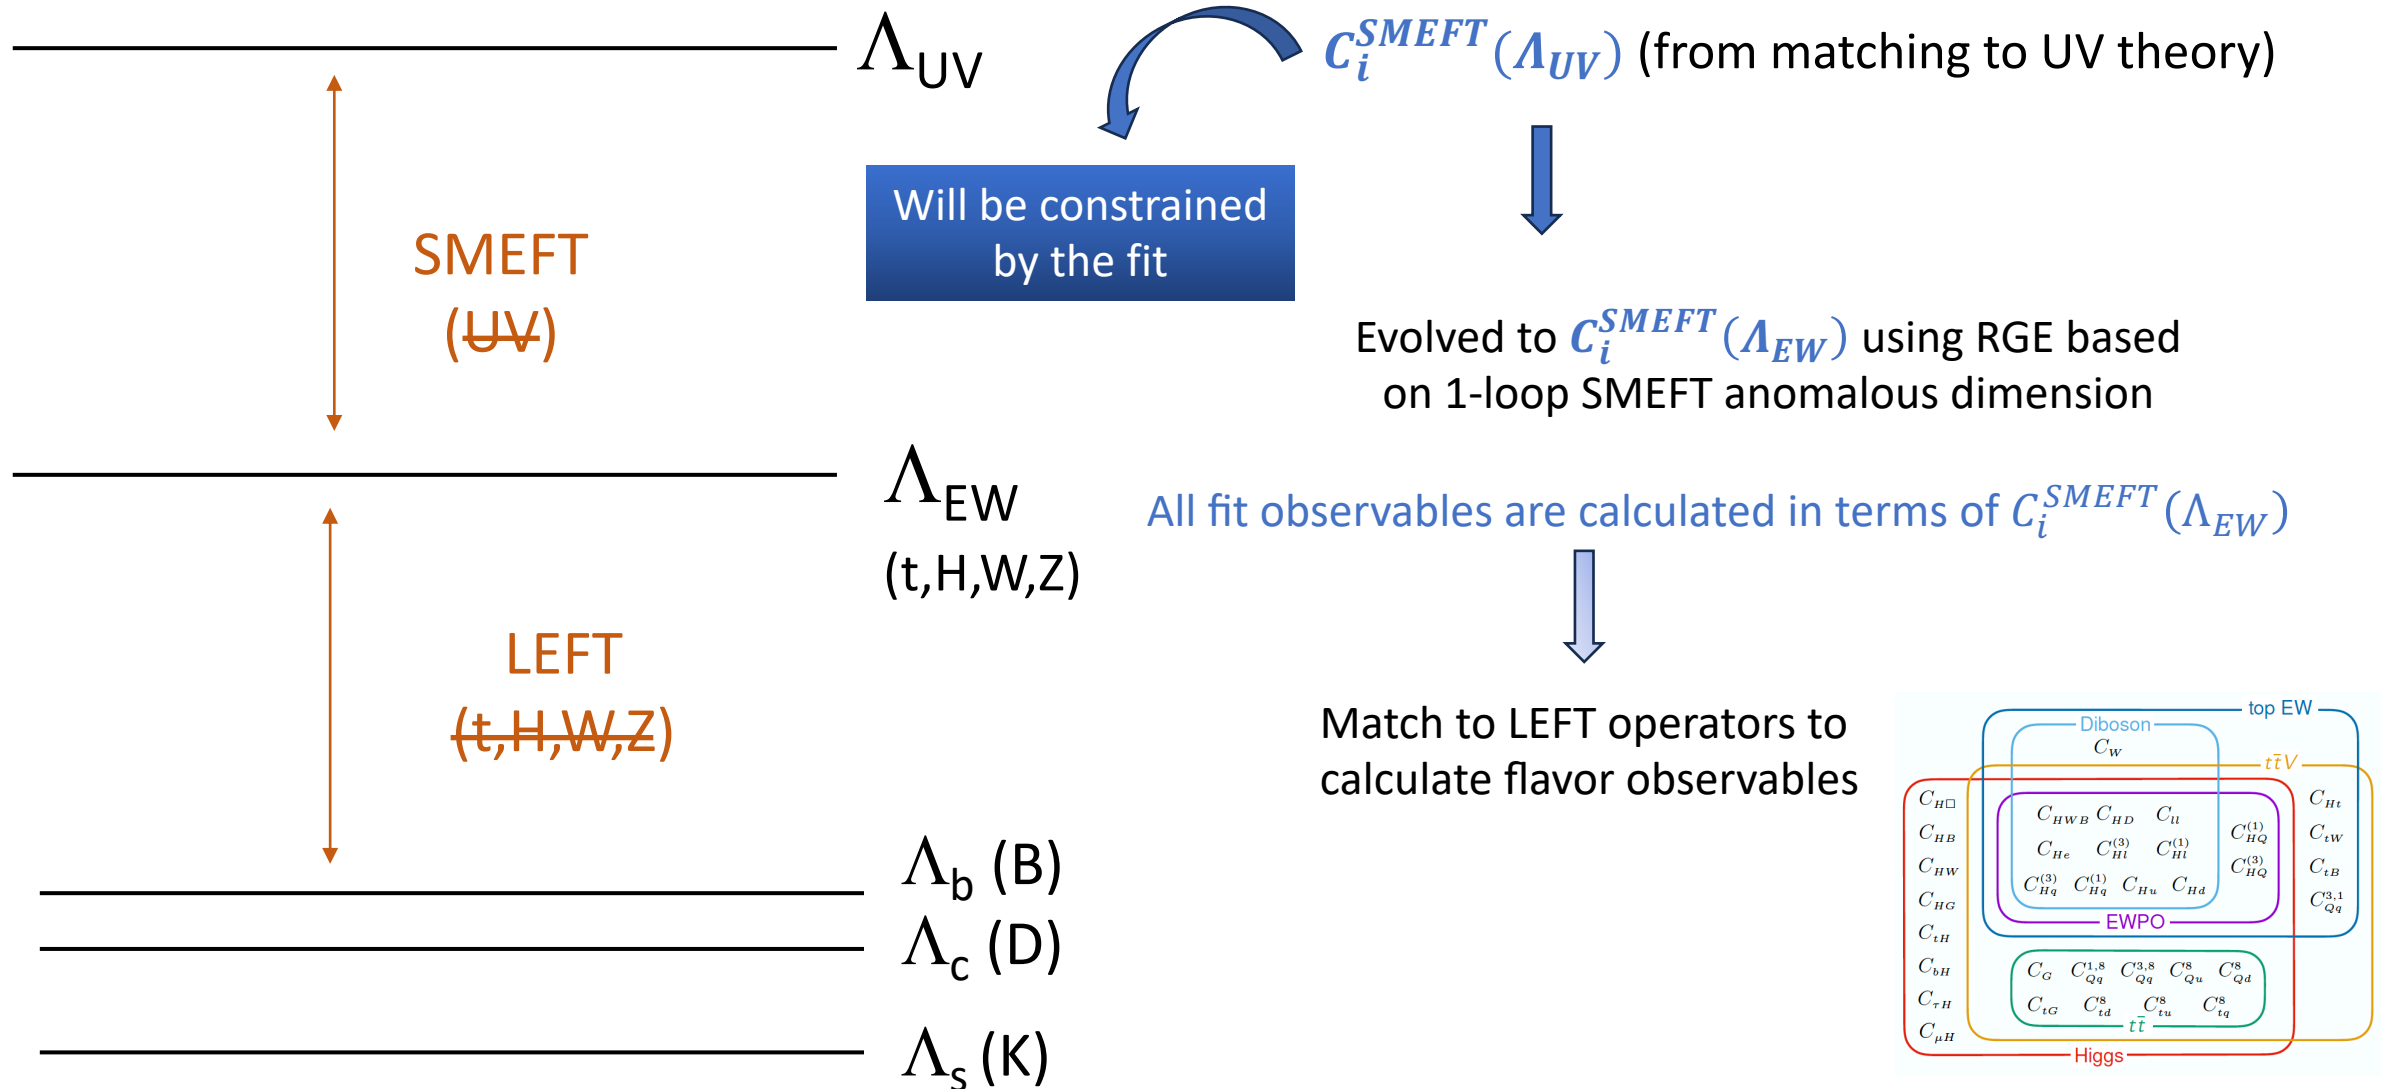 Λ_UV
C_i^SMEFT(Λ_UV) (from matching to UV theory)
Will be constrained
by the fit
SMEFT
(UV)
Evolved to C_i^SMEFT(Λ_EW) using RGE based
on 1-loop SMEFT anomalous dimension
Λ_EW
(t,H,W,Z)
All fit observables are calculated in terms of C_i^SMEFT(Λ_EW)
LEFT
(t,H,W,Z)
Match to LEFT operators to
calculate flavor observables
Λ_b (B)
Λ_c (D)
Λ_s (K)
top EW
Diboson
C_W
tt̄V
C_H□
C_HB
C_HW
C_HG
C_tH
C_bH
C_τH
C_μH
C_HWB C_HD C_ll
C_He C_Hl^(3) C_Hl^(1)
C_Hq^(3) C_Hq^(1) C_Hu C_Hd
C_HQ^(1)
C_HQ^(3)
EWPO
C_Ht
C_tW
C_tB
C_Qq^3,1
C_G C_Qq^1,8 C_Qq^3,8 C_Qu^8 C_Qd^8
C_tG C_td^8 C_tu^8 C_tq^8
tt̄
Higgs